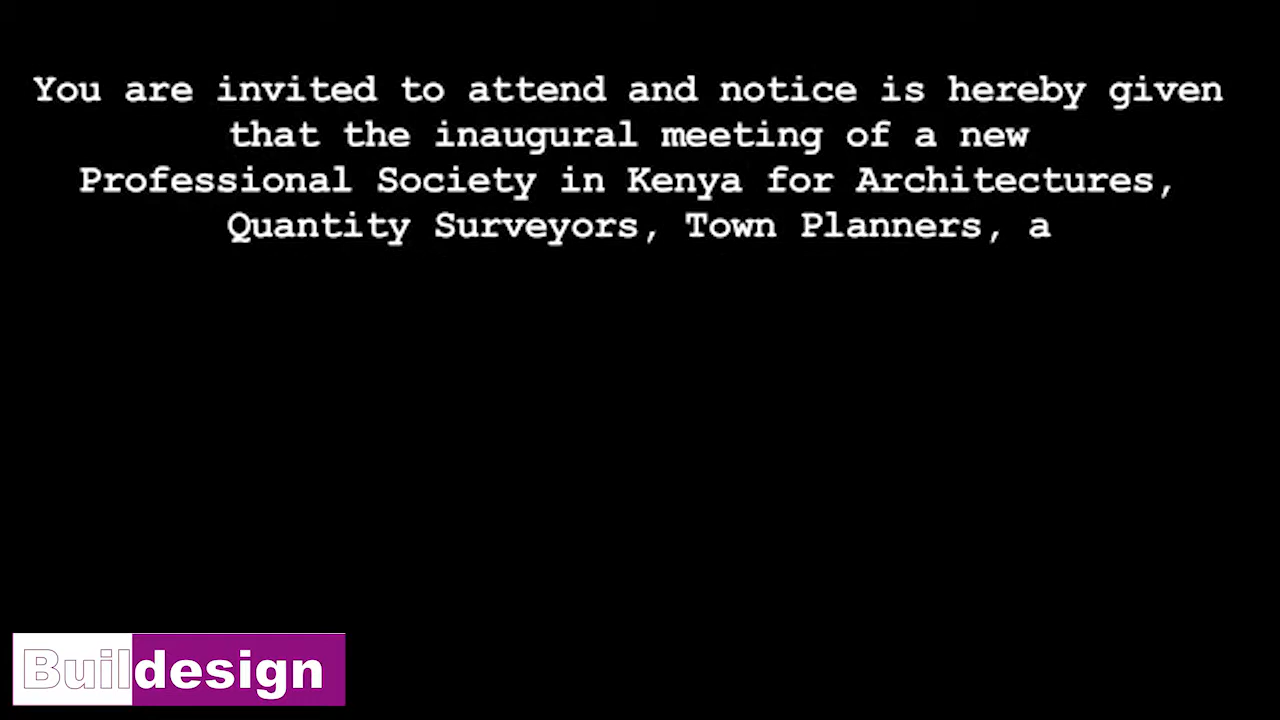 You are invited to attend and notice is hereby given
that the inaugural meeting of a new
Professional Society in Kenya for Architectures,
Quantity Surveyors, Town Planners, a
Buildesign